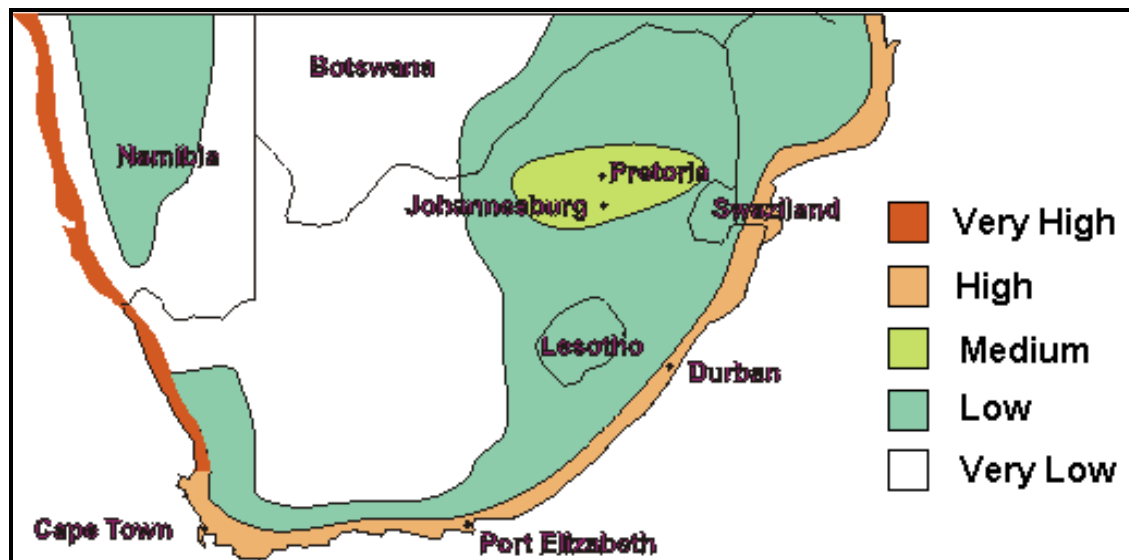 Botswana
Namibia
Pretoria
Johannesburg
Swaziland
Lesotho
Durban
Cape Town
Port Elizabeth
Very High
High
Medium
Low
Very Low